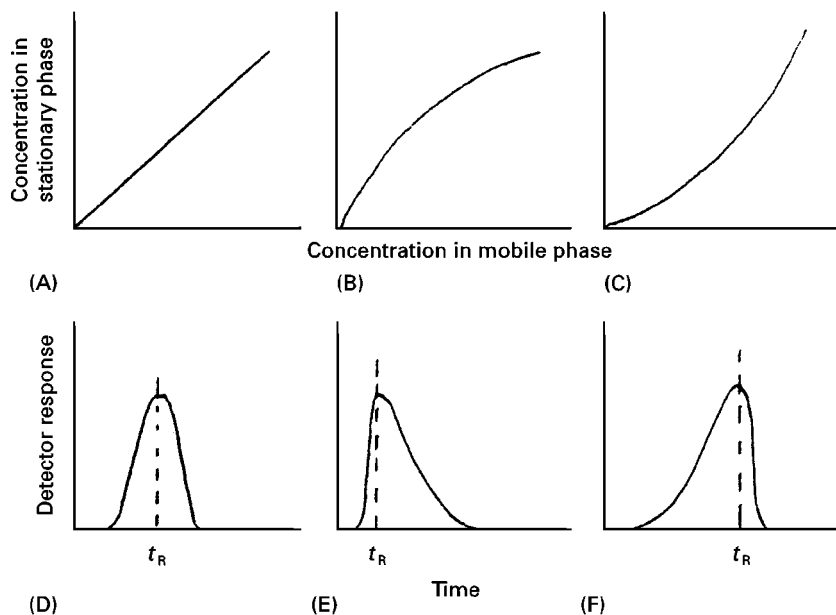 Concentration in
stationary phase
Concentration in mobile phase
(A)
(B)
(C)
Detector response
t_R
t_R
t_R
(D)
(E)
Time
(F)